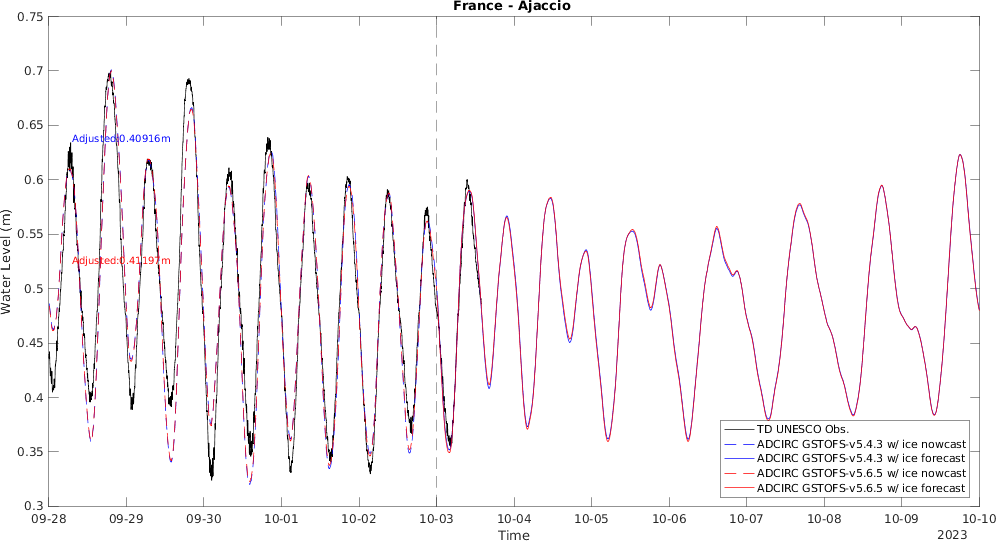 France - Ajaccio
Water Level (m)
0.75
0.7
0.65
0.6
0.55
0.5
0.45
0.4
0.35
0.3
Adjusted:0.40916m
Adjusted:0.41197m
TD UNESCO Obs.
ADCIRC GSTOFS-v5.4.3 w/ ice nowcast
ADCIRC GSTOFS-v5.4.3 w/ ice forecast
ADCIRC GSTOFS-v5.6.5 w/ ice nowcast
ADCIRC GSTOFS-v5.6.5 w/ ice forecast
09-28 09-29 09-30 10-01 10-02 10-03 10-04 10-05 10-06 10-07 10-08 10-09 10-10
Time
2023